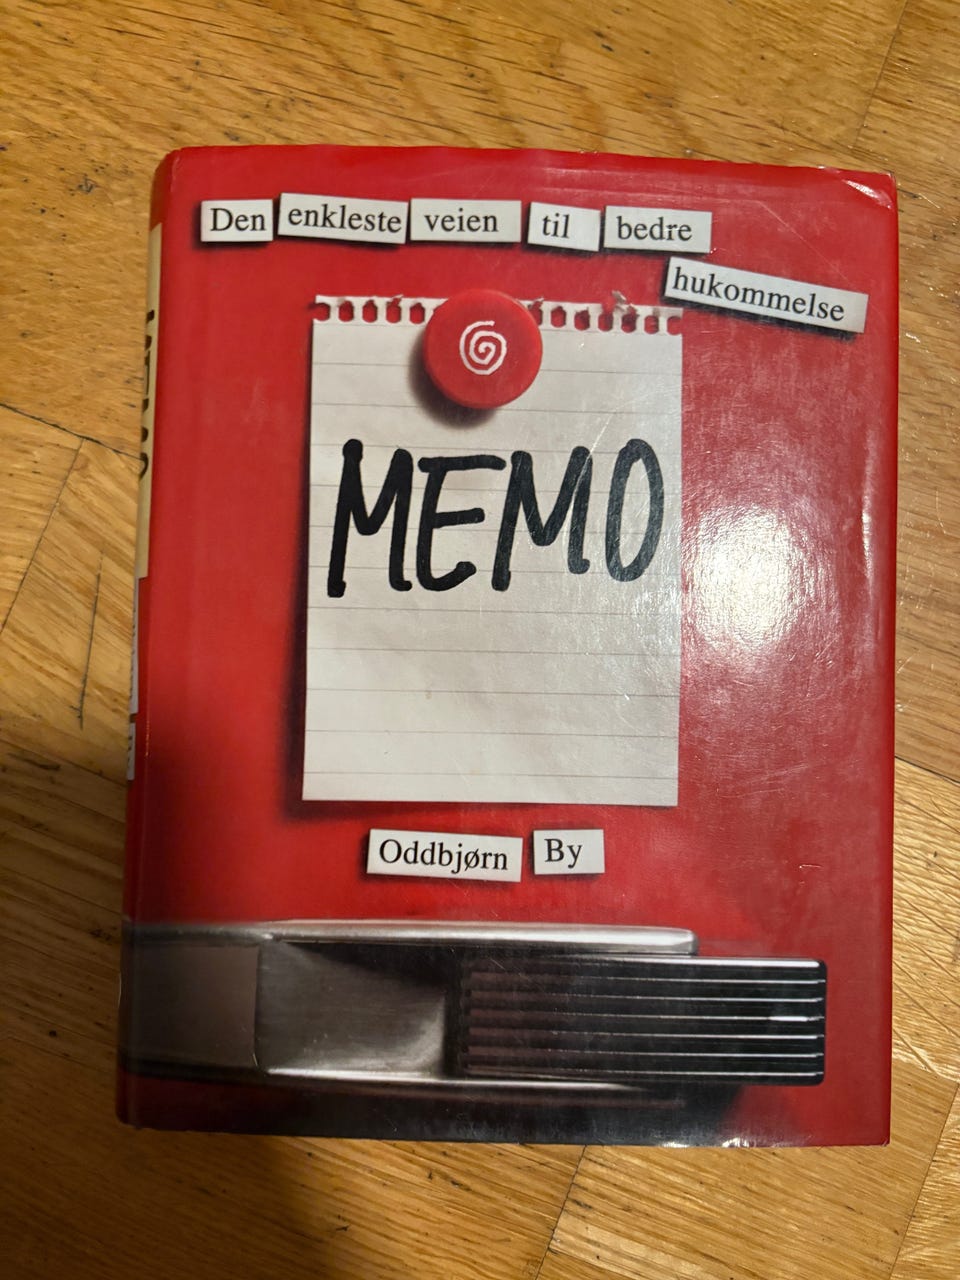 Den enkleste veien til bedre
hukommelse
MEMO
Oddbjørn By